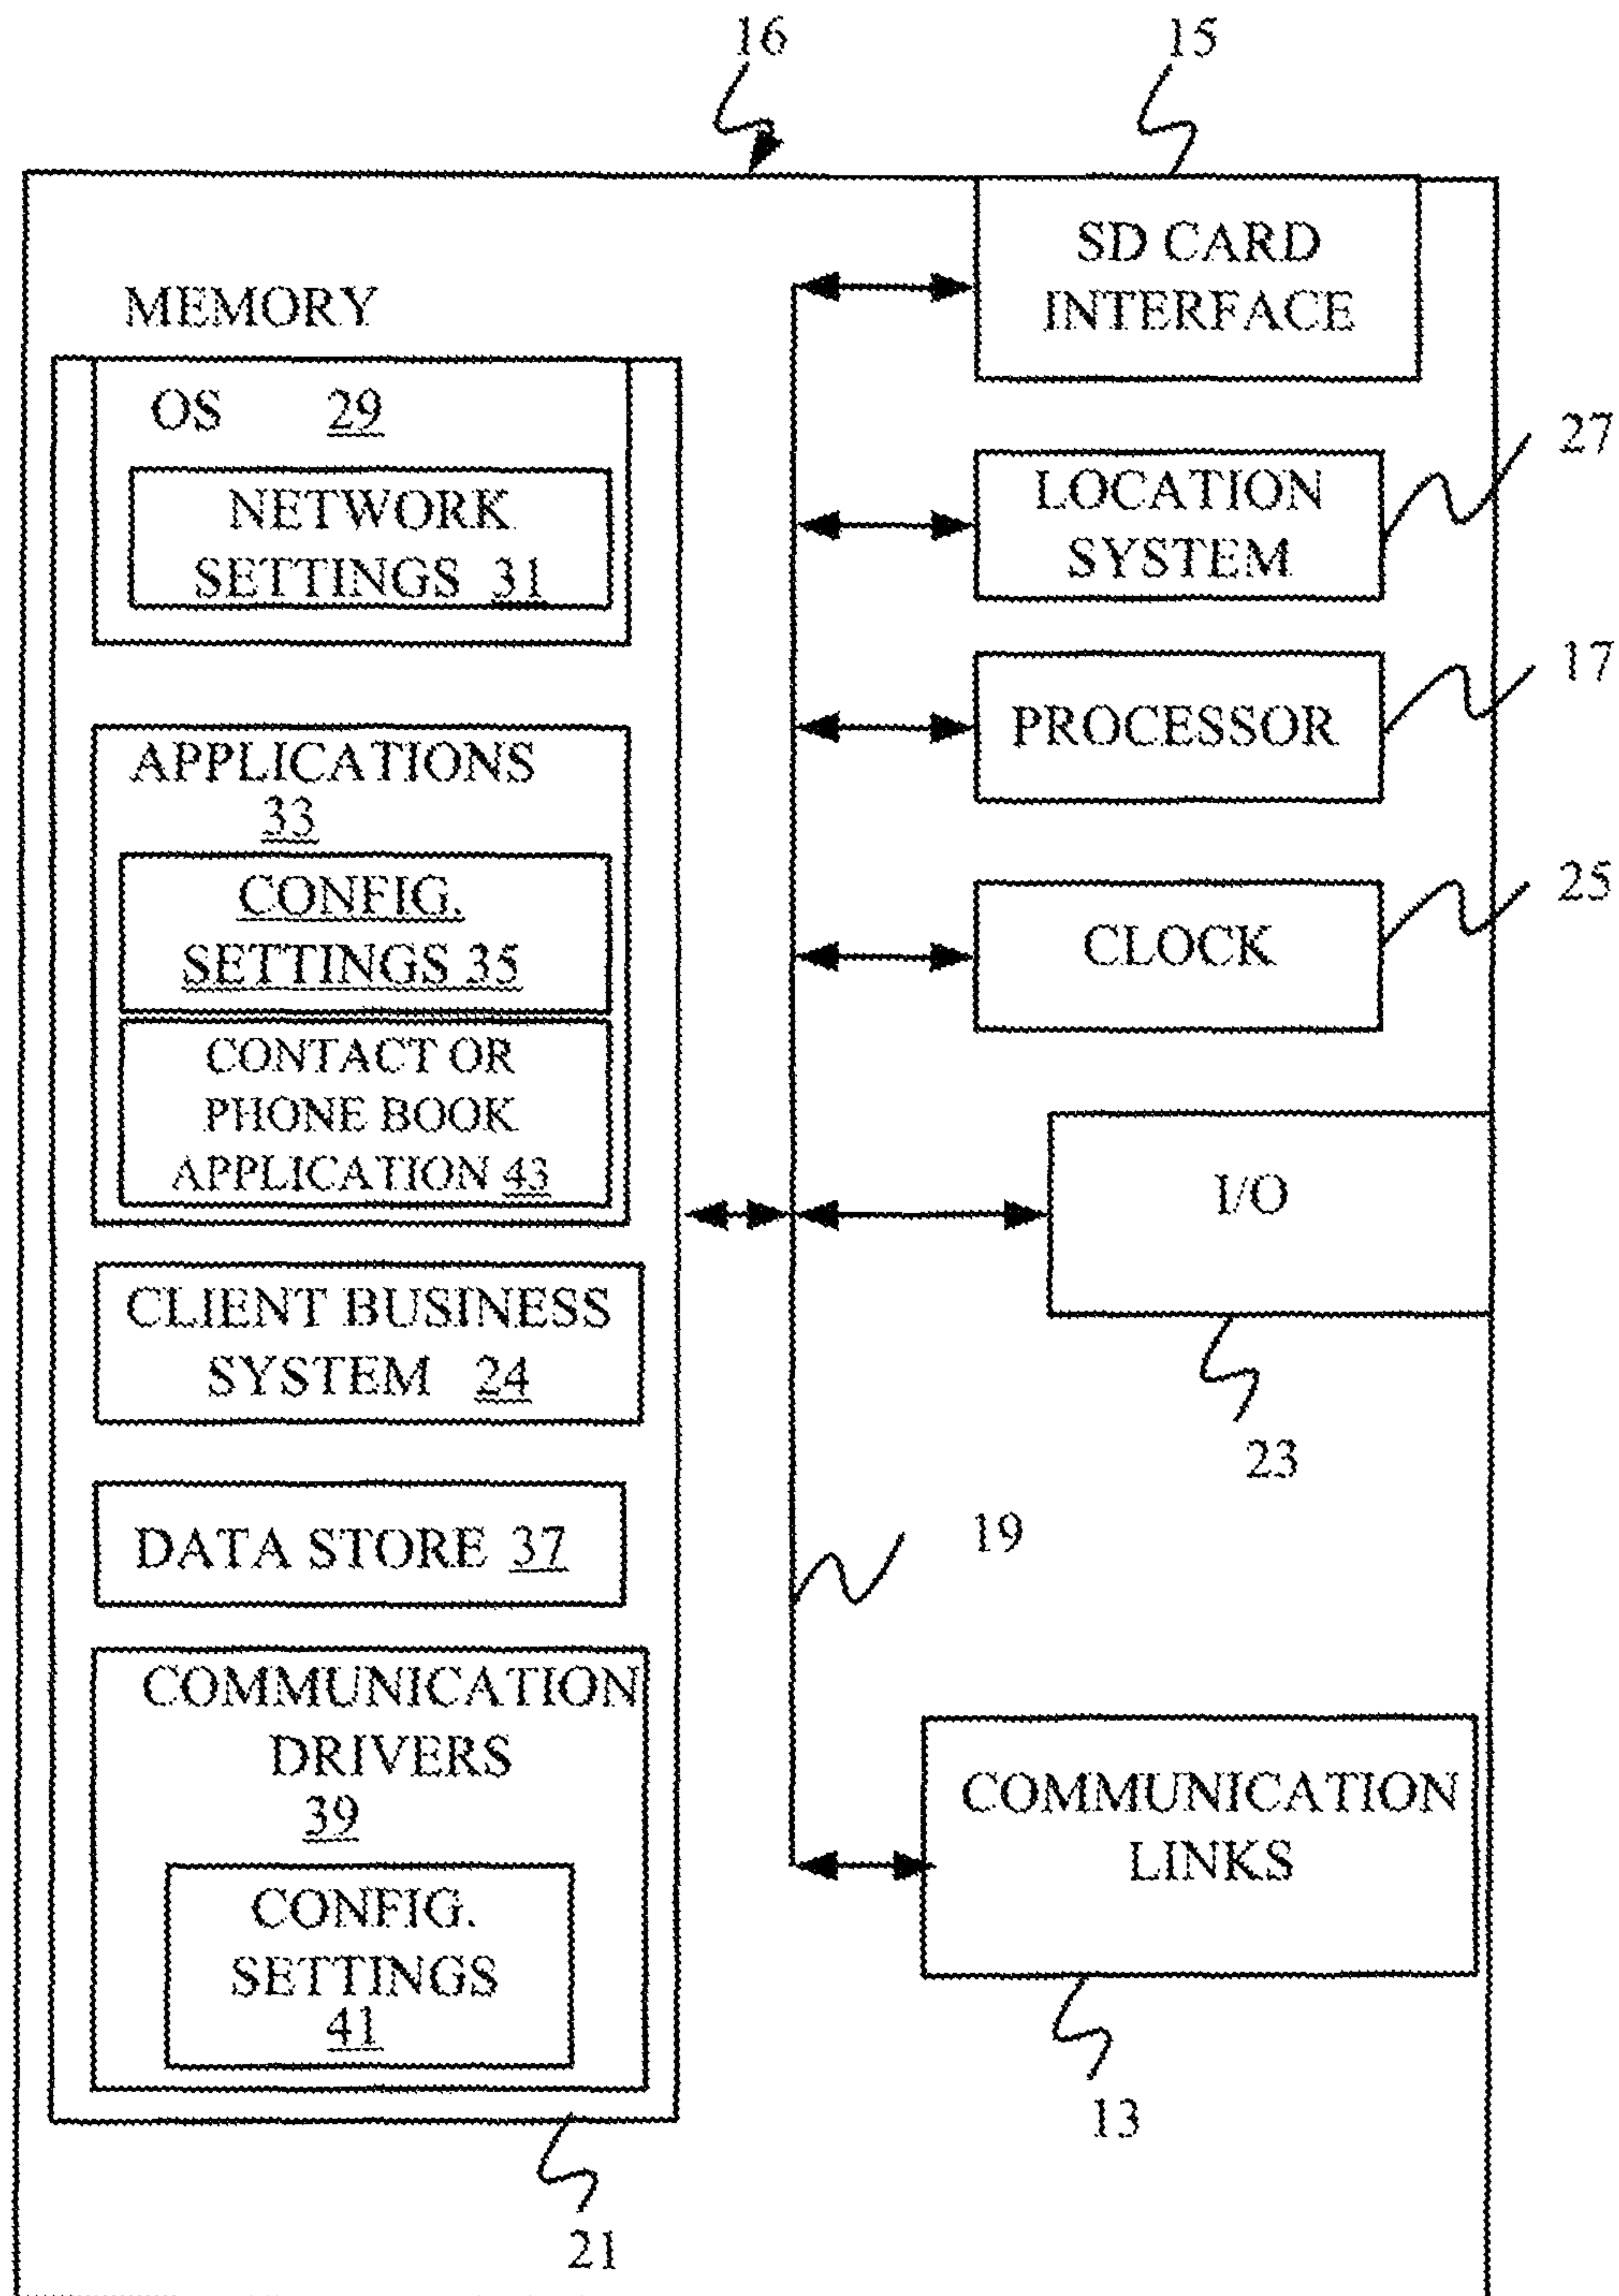 16
15
SD CARD
INTERFACE
MEMORY
OS 29
NETWORK
SETTINGS 31
APPLICATIONS
33
CONFIG.
SETTINGS 35
CONTACT OR
PHONE BOOK
APPLICATION 43
CLIENT BUSINESS
SYSTEM 24
DATA STORE 37
COMMUNICATION
DRIVERS
39
CONFIG.
SETTINGS
41
21
LOCATION
SYSTEM
27
PROCESSOR
17
CLOCK
25
I/O
23
19
COMMUNICATION
LINKS
13